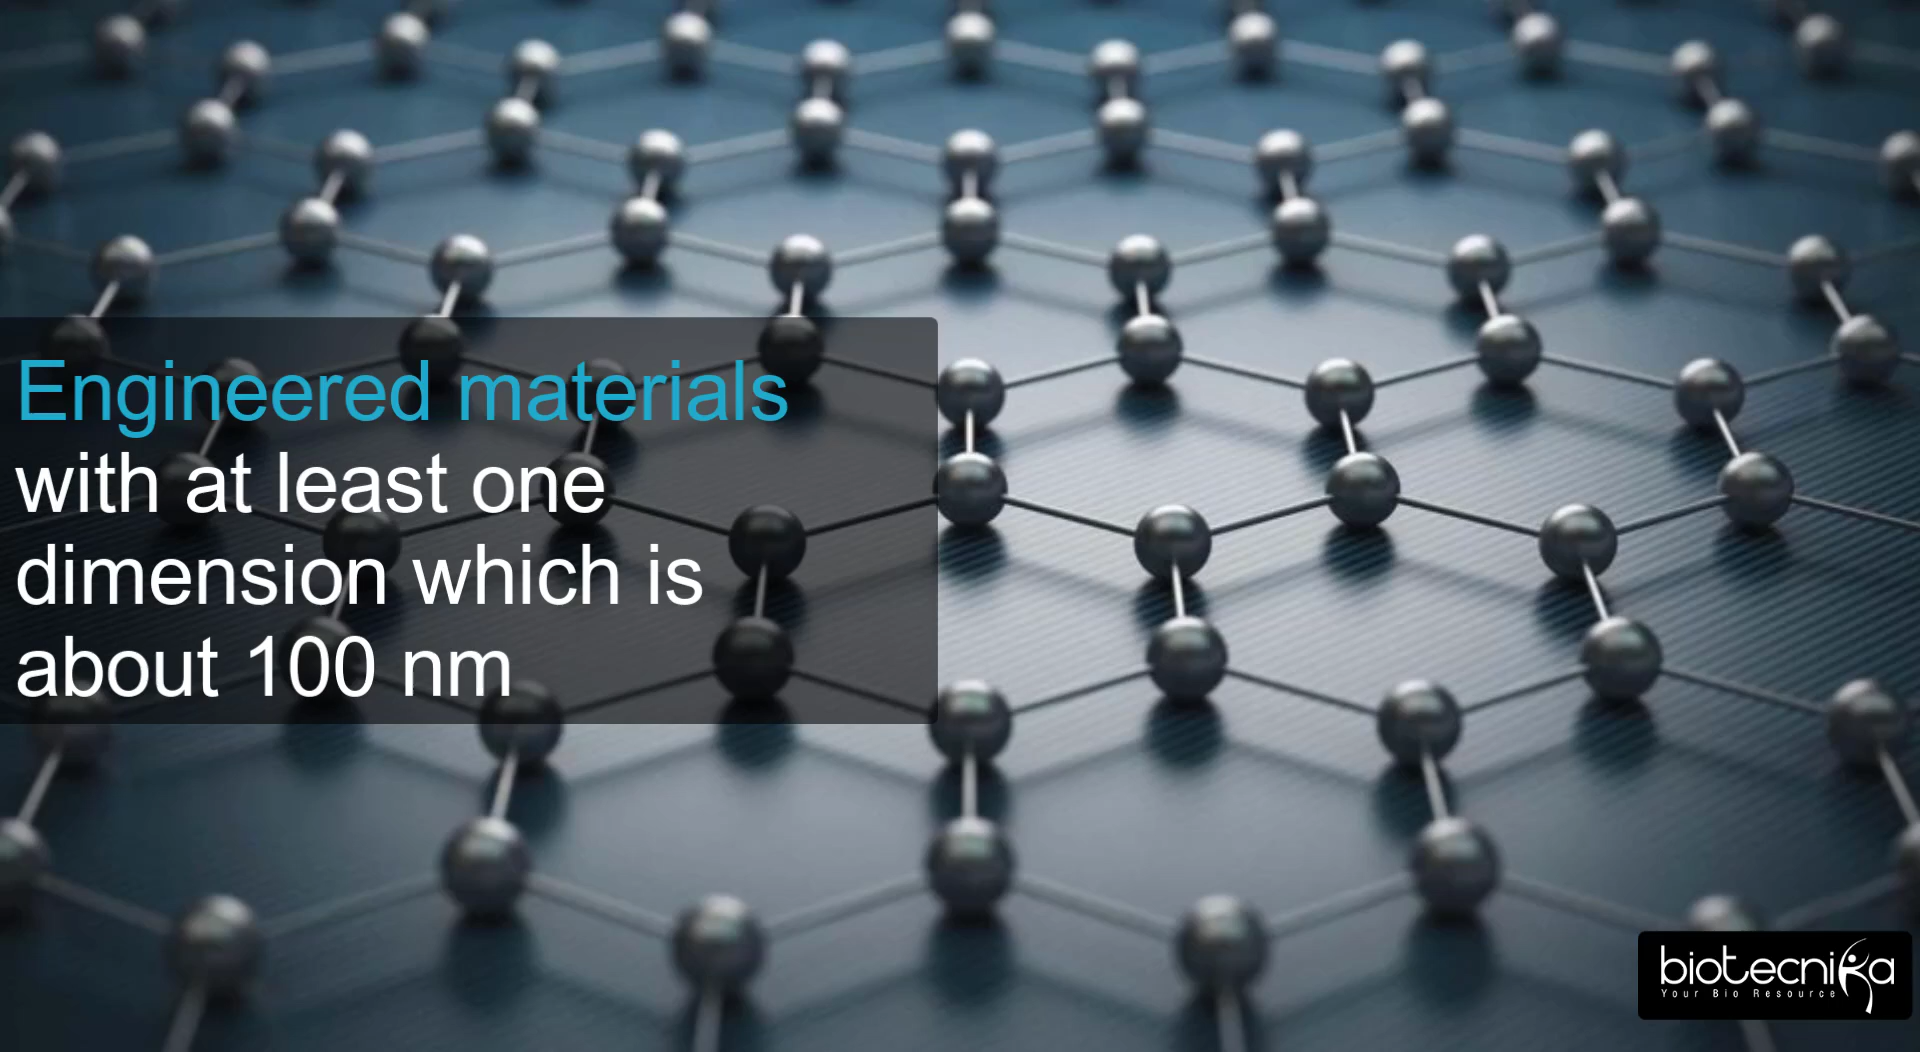 Engineered materials
with at least one
dimension which is
about 100 nm
biotecnika
Your Bio Resource